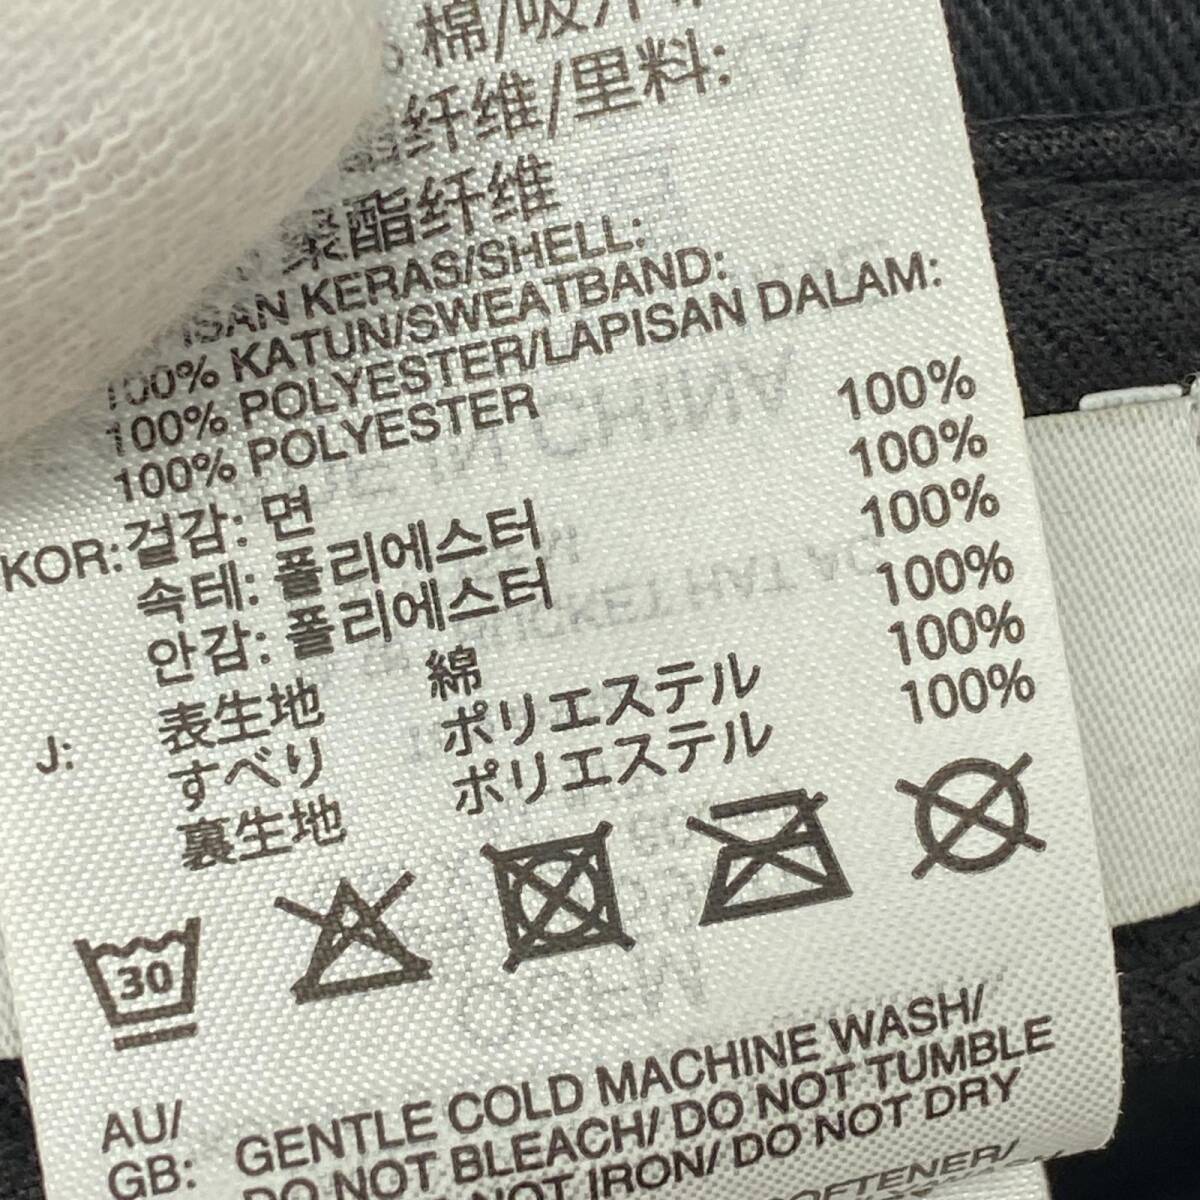 棉/吸汗
纤维/里料:
聚酯纤维
KERAS/SHELL:
100% KATUN/SWEATBAND:
100% POLYESTER/LAPISAN DALAM:
100% POLYESTER
KOR: 겉감: 면 100%
속테: 폴리에스터 100%
안감: 폴리에스터 100%
J: 表生地 綿 100%
すべり ポリエステル 100%
裏生地 ポリエステル 100%
30
AU/
GB:
GENTLE COLD MACHINE WASH/
DO NOT BLEACH/ DO NOT TUMBLE
NOT IRON/ DO NOT DRY
SOFTENER/